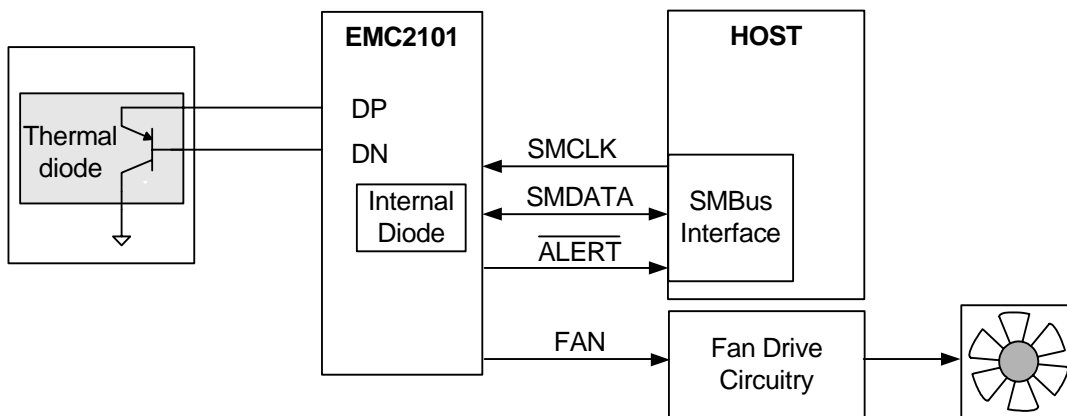 EMC2101
HOST
Thermal
diode
DP
DN
Internal
Diode
SMCLK
SMDATA
ALERT
SMBus
Interface
FAN
Fan Drive
Circuitry